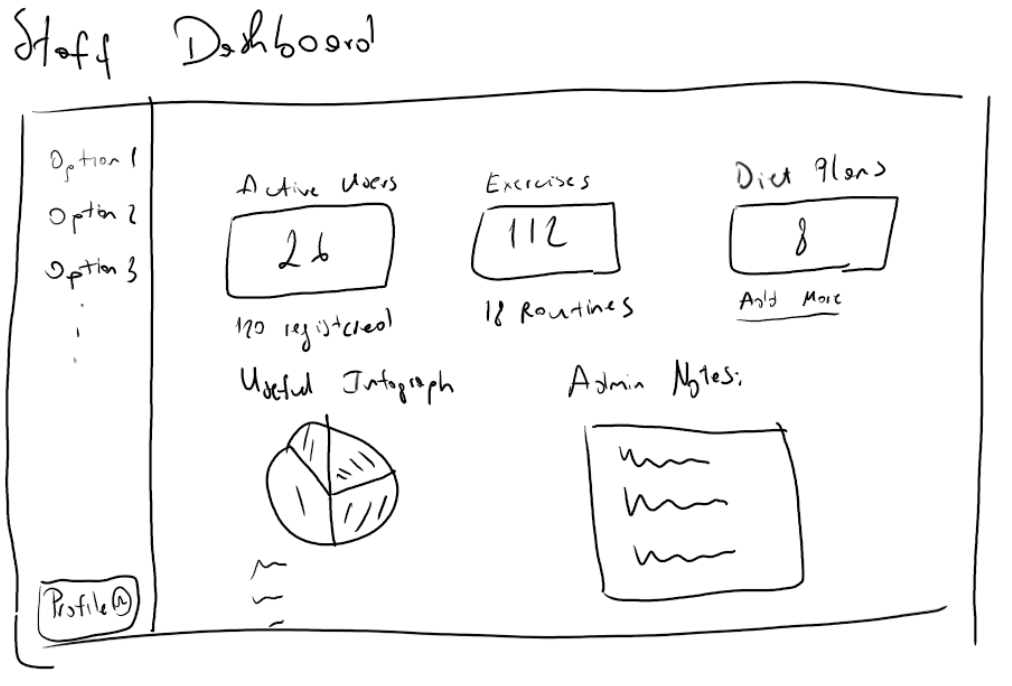 Staff Dashboard
Option 1
Option 2
Option 3
Profile
Active Users
26
120 registered
Exercises
112
18 Routines
Diet Plans
8
Add More
Useful Infograph
Admin Notes: